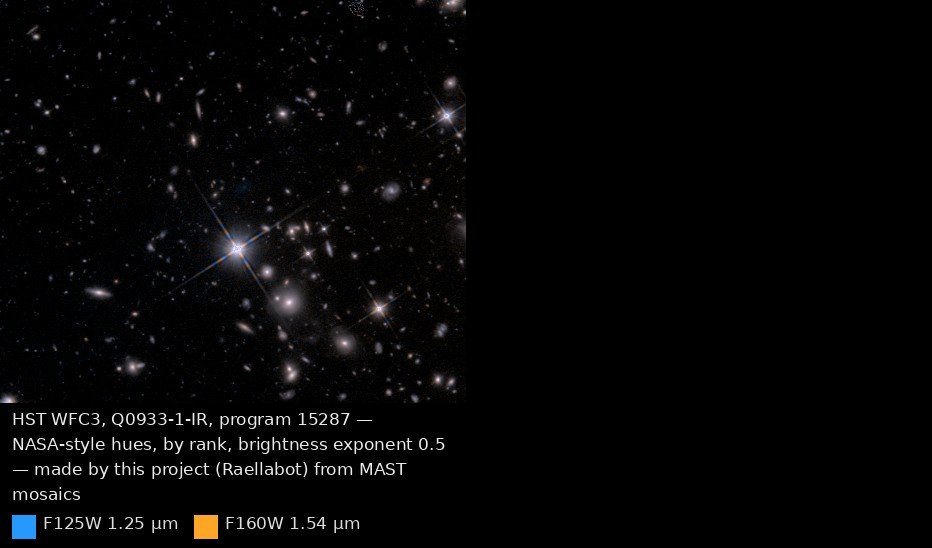 HST WFC3, Q0933-1-IR, program 15287 —
NASA-style hues, by rank, brightness exponent 0.5
— made by this project (Raellabot) from MAST
mosaics
F125W 1.25 µm F160W 1.54 µm